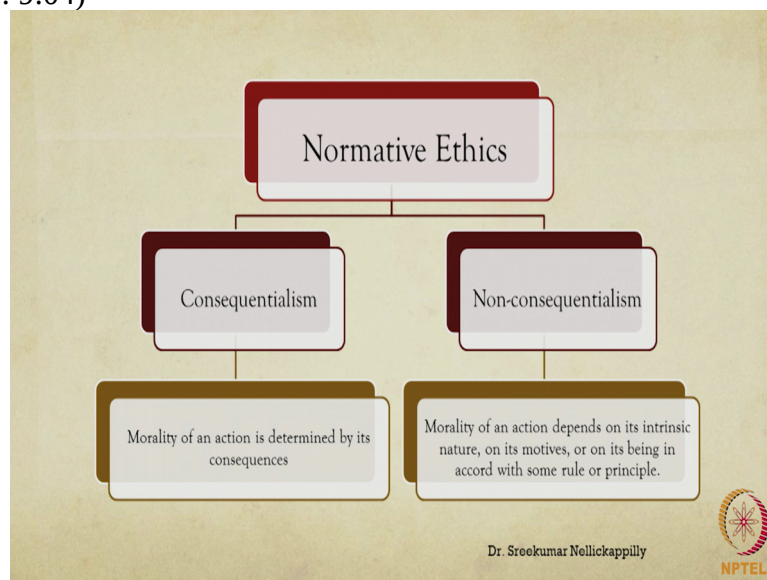 : 5:04)
Normative Ethics
Consequentialism
Non-consequentialism
Morality of an action is determined by its
consequences
Morality of an action depends on its intrinsic
nature, on its motives, or on its being in
accord with some rule or principle.
Dr. Sreekumar Nellickappilly
NPTEL